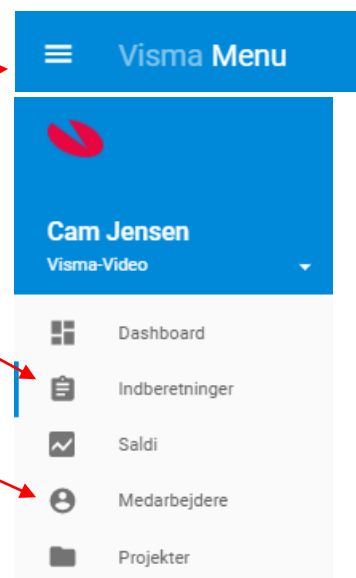 Visma Menu
Cam Jensen
Visma-Video
Dashboard
Indberetninger
Saldi
Medarbejdere
Projekter